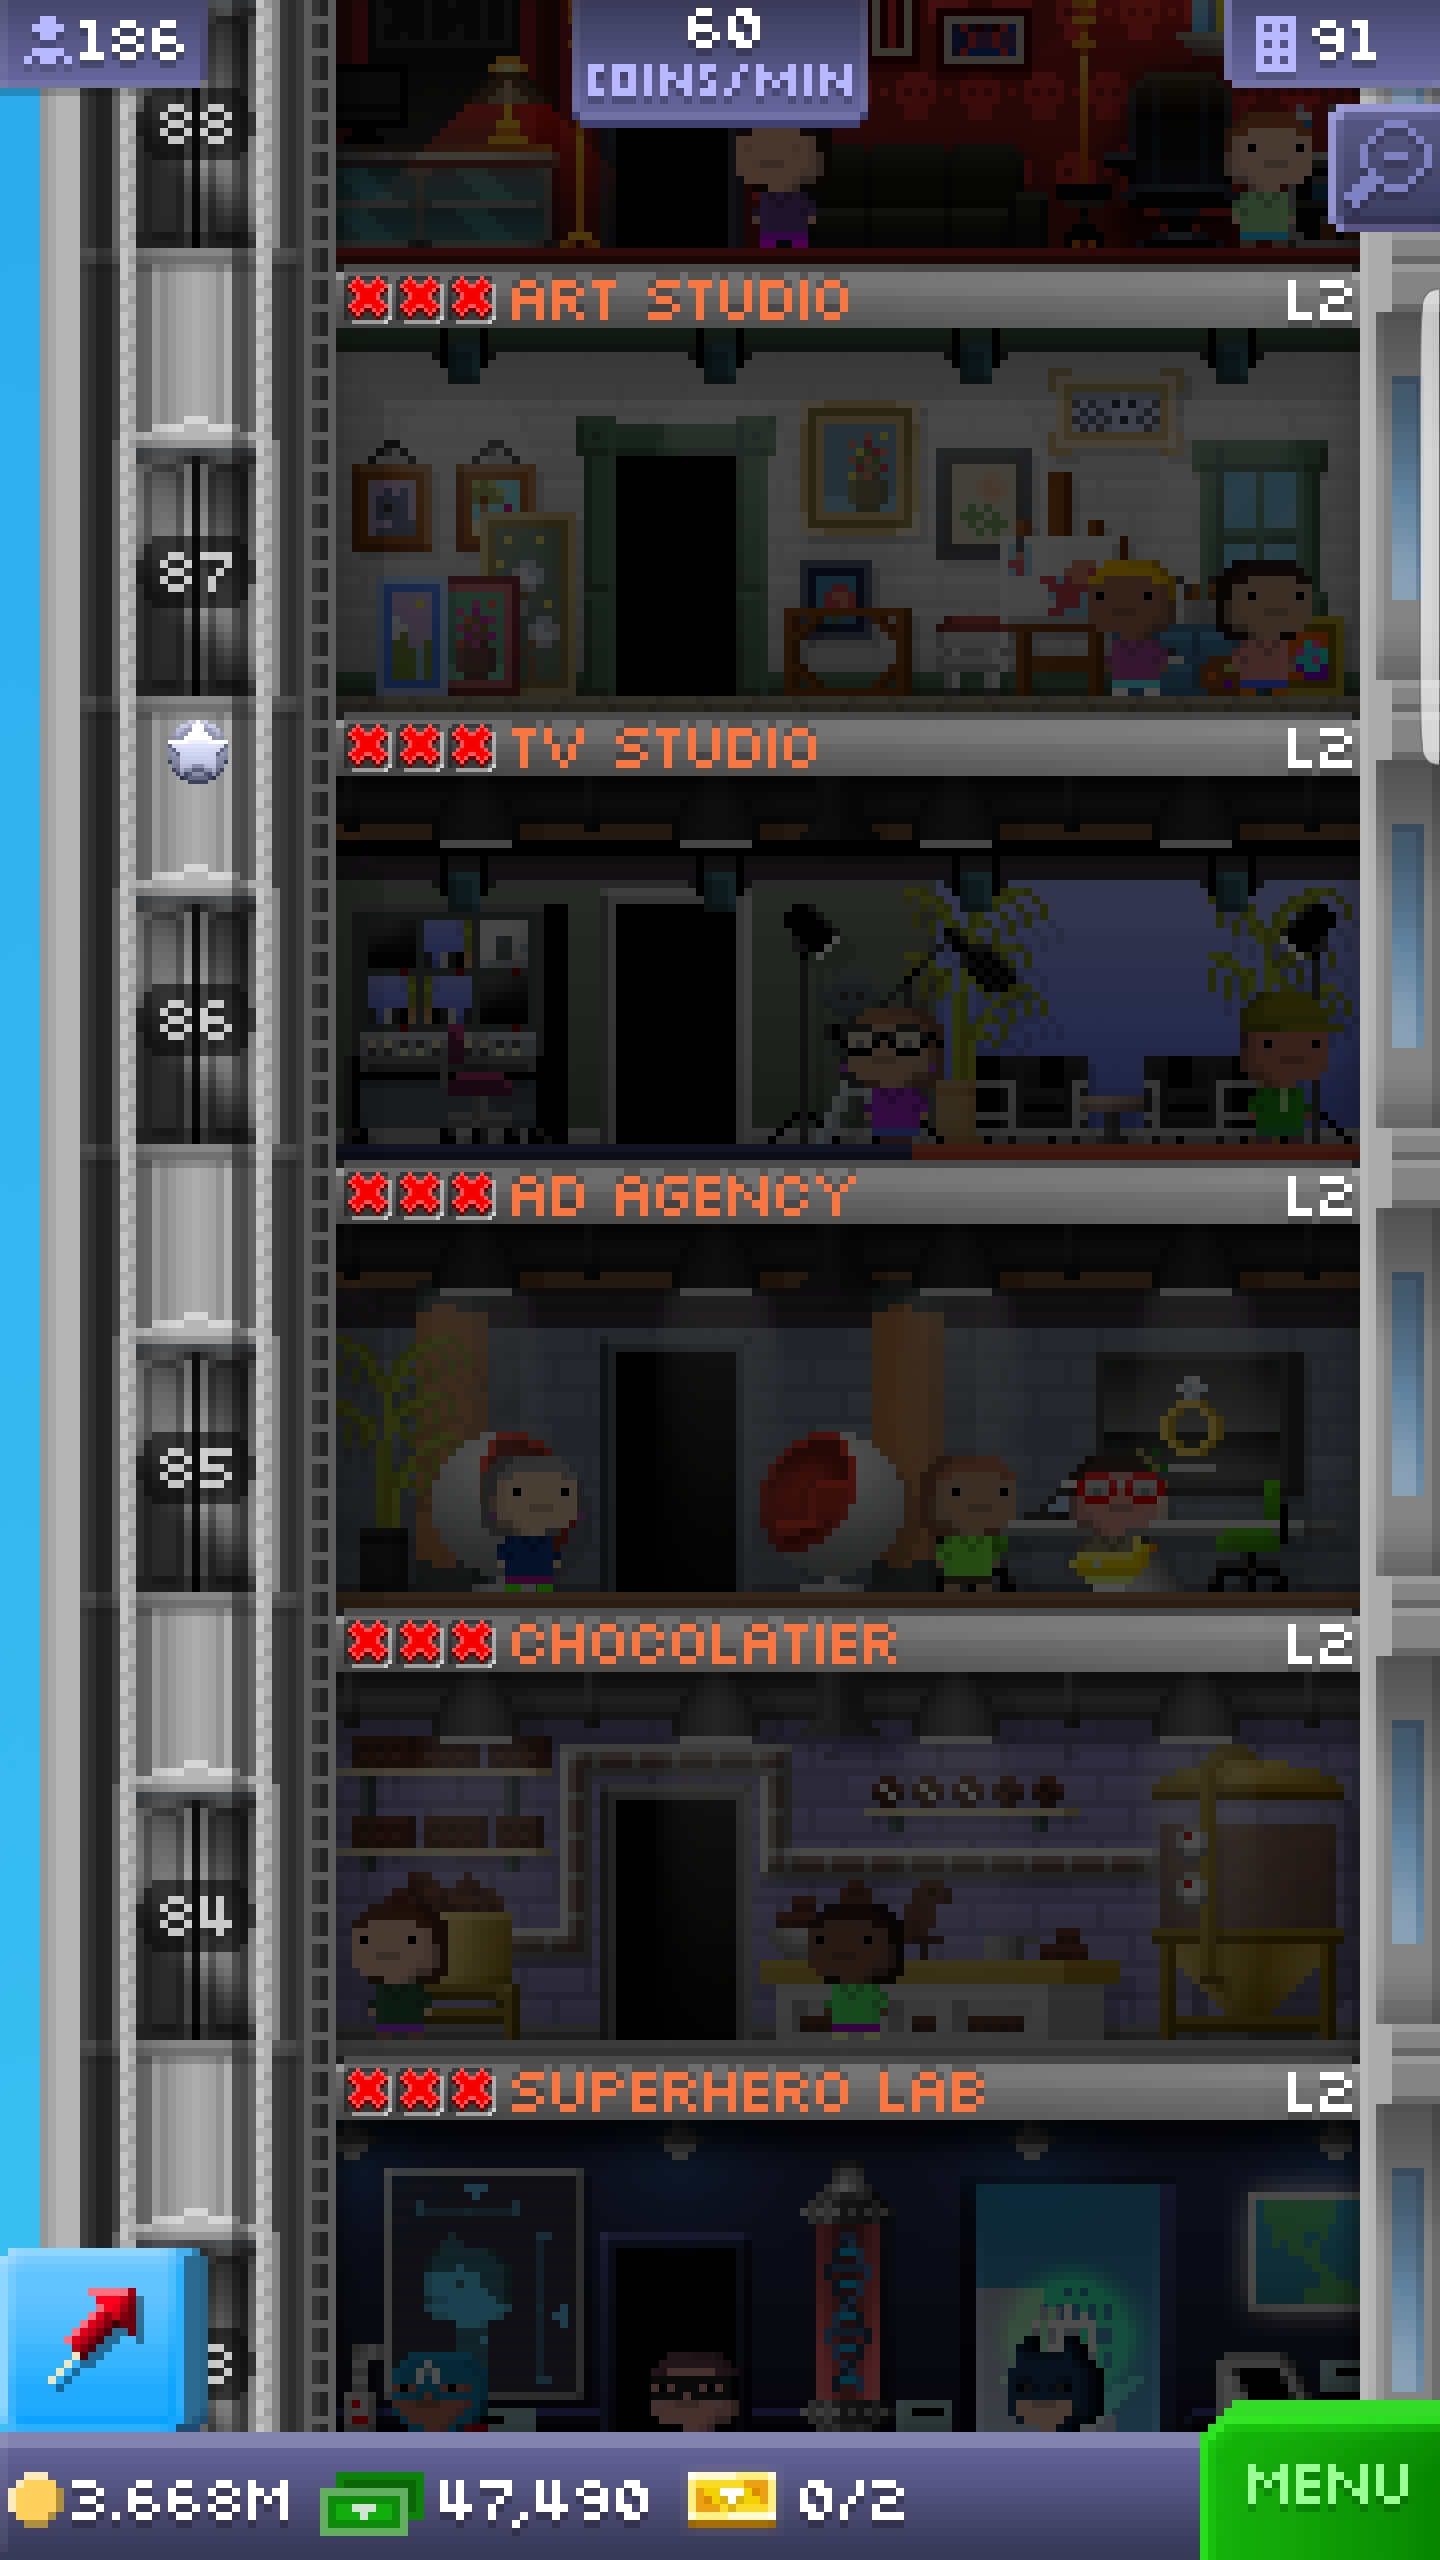 186
60
COINS/MIN
91
88
ART STUDIO L2
87
TV STUDIO L2
86
AD AGENCY L2
85
CHOCOLATIER L2
84
SUPERHERO LAB L2
3
3.668M 47,490 0/2
MENU